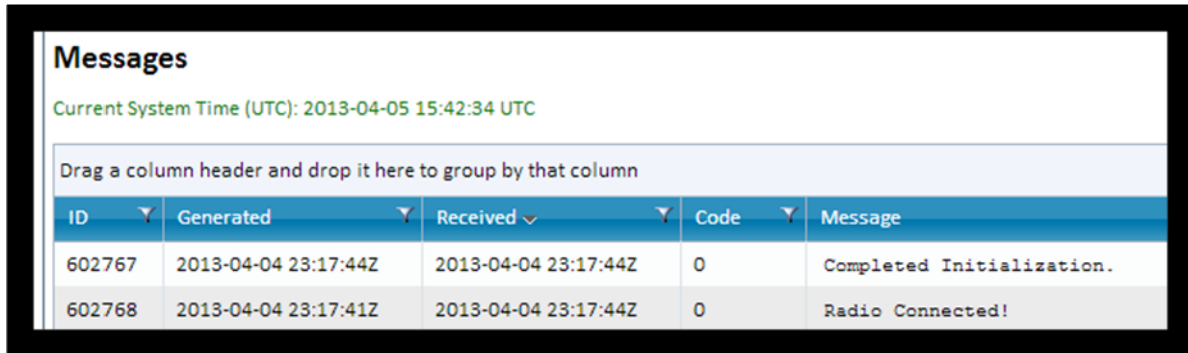 Messages
Current System Time (UTC): 2013-04-05 15:42:34 UTC
Drag a column header and drop it here to group by that column
ID Generated Received Code Message
602767 2013-04-04 23:17:44Z 2013-04-04 23:17:44Z 0 Completed Initialization.
602768 2013-04-04 23:17:41Z 2013-04-04 23:17:44Z 0 Radio Connected!